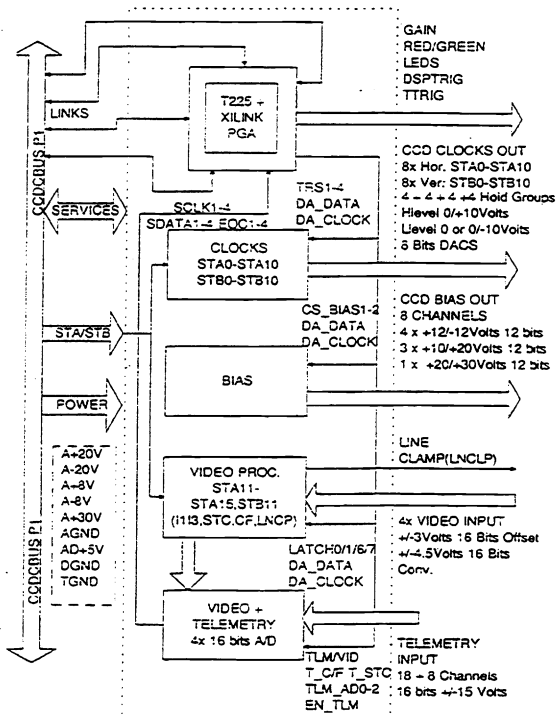 GAIN
RED/GREEN
LEDS
DSPTRIG
TTRIG
T225 +
XILINK
PGA
LINKS
CCDCBUS P1
CCD CLOCKS OUT
8x Hor. STA0-STA10
8x Ver: STB0-STB10
4 + 4 + 4 +4 Hold Groups
Hlevel 0/+10Volts
Llevel 0 or 0/-10Volts
8 Bits DACS
SERVICES
SCLK1-4
SDATA1-4 EOC1-4
TRS1-4
DA_DATA
DA_CLOCK
CLOCKS
STA0-STA10
STB0-STB10
STA/STB
CS_BIAS1-2
DA_DATA
DA_CLOCK
CCD BIAS OUT
8 CHANNELS
4 x +12/-12Volts 12 bits
3 x +10/+20Volts 12 bits
1 x +20/+30Volts 12 bits
BIAS
POWER
A+20V
A-20V
A+8V
A-8V
A+30V
AGND
AD+5V
DGND
TGND
VIDEO PROC.
STA11-
STA15,STB11
(I1I3,STC,CF,LNCP)
LINE
CLAMP(LNCLP)
4x VIDEO INPUT
+/-3Volts 16 Bits Offset
+/-4.5Volts 16 Bits
Conv.
LATCH0/1/6/7
DA_DATA
DA_CLOCK
CCDCBUS P1
VIDEO +
TELEMETRY
4x 16 bits A/D
TLM/VID
T_C/F T_STC
TLM_AD0-2
EN_TLM
TELEMETRY
INPUT
18 + 8 Channels
16 bits +/-15 Volts